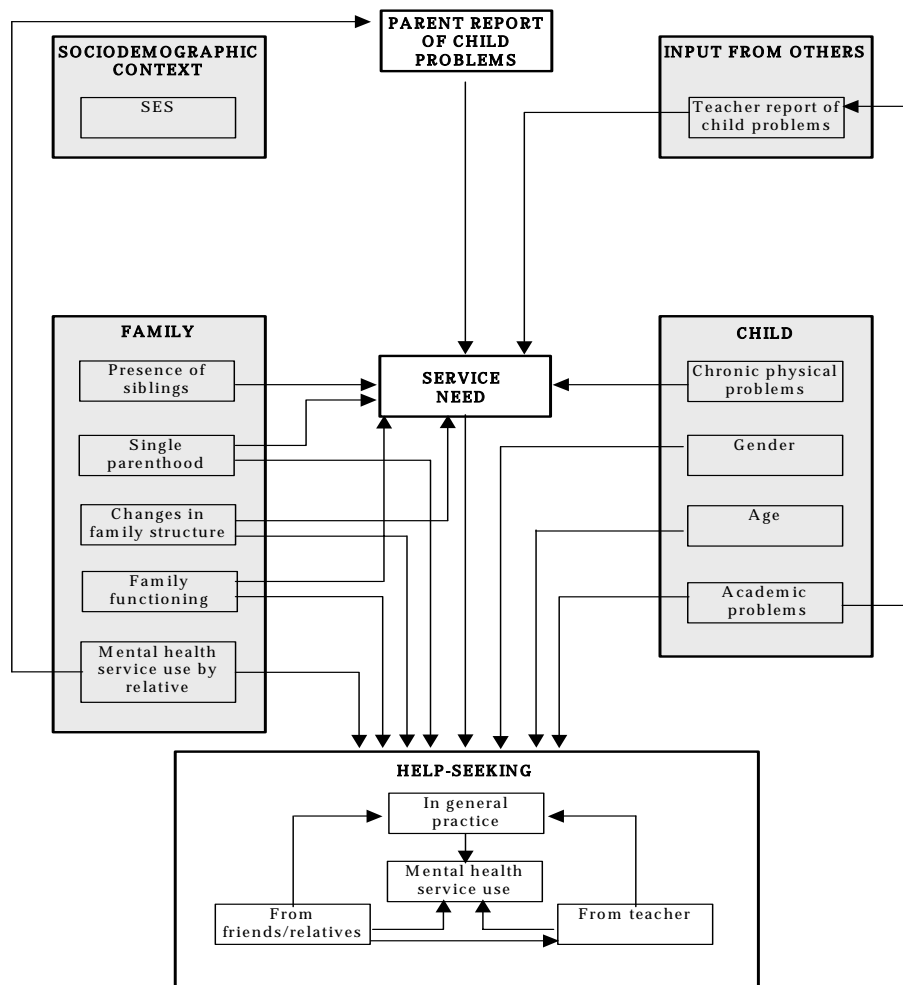 PARENT REPORT
OF CHILD
PROBLEMS
SOCIODEMOGRAPHIC
CONTEXT
SES
INPUT FROM OTHERS
Teacher report of
child problems
FAMILY
Presence of
siblings
Single
parenthood
Changes in
family structure
Family
functioning
Mental health
service use by
relative
SERVICE
NEED
CHILD
Chronic physical
problems
Gender
Age
Academic
problems
HELP-SEEKING
In general
practice
Mental health
service use
From
friends/relatives
From teacher